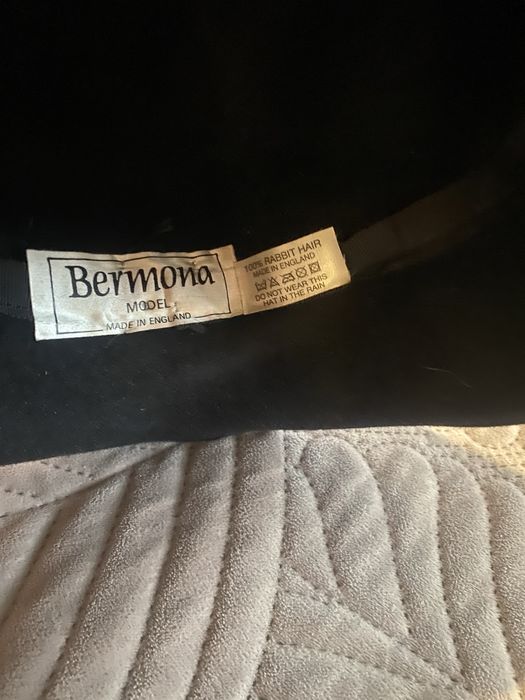 Bermona
MODEL
MADE IN ENGLAND
100% RABBIT HAIR
MADE IN ENGLAND
DO NOT WEAR THIS
HAT IN THE RAIN